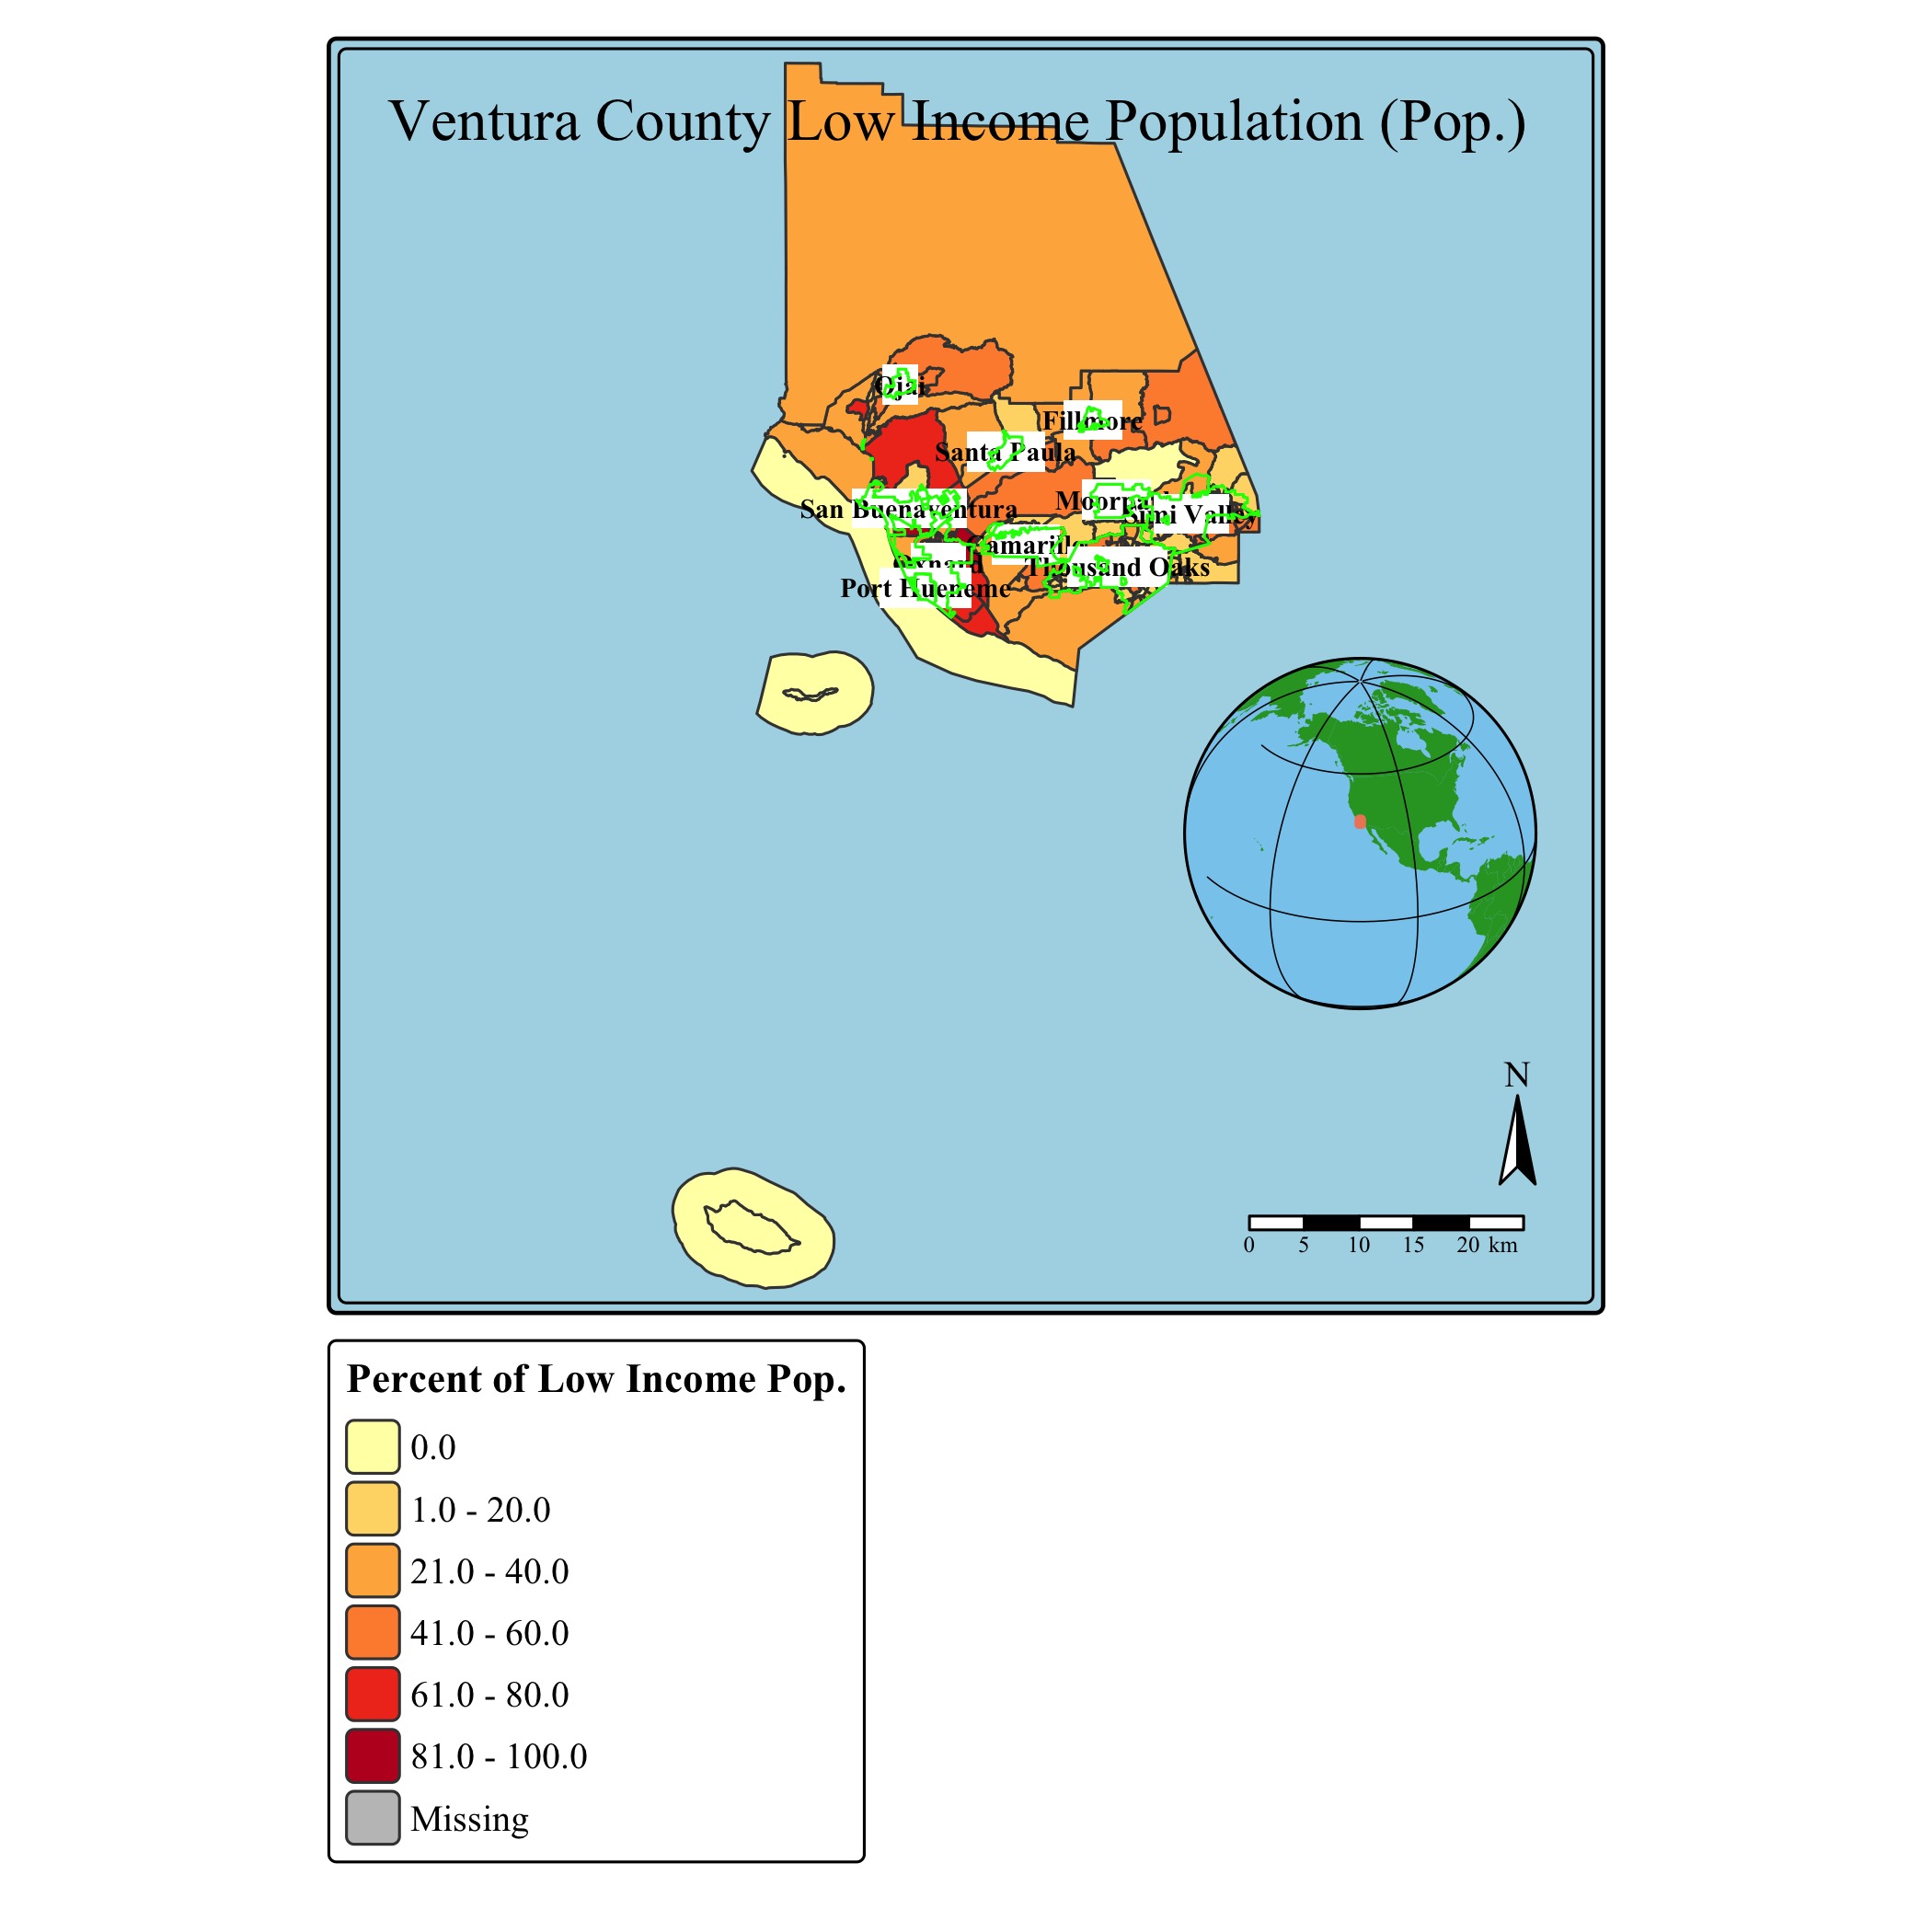 Ventura County Low Income Population (Pop.)
Ojai
Fillmore
Santa Paula
Moorpa
San Buenaventura
Simi Valley
Camarillo
Oxnard
Thousand Oaks
Port Hueneme
N
0 5 10 15 20 km
Percent of Low Income Pop.
0.0
1.0 - 20.0
21.0 - 40.0
41.0 - 60.0
61.0 - 80.0
81.0 - 100.0
Missing